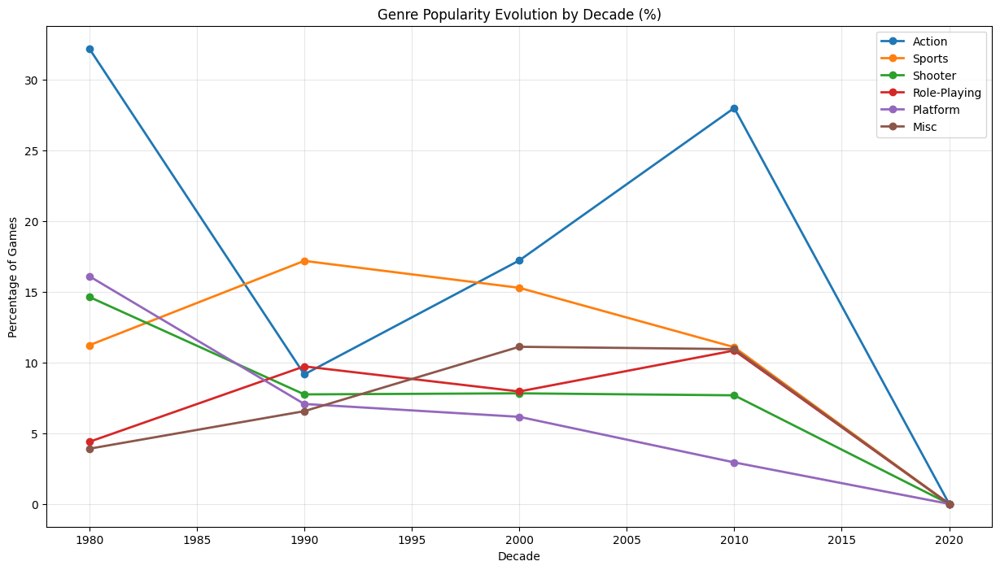 Genre Popularity Evolution by Decade (%)
Action
Sports
Shooter
Role-Playing
Platform
Misc
Percentage of Games
30
25
20
15
10
5
0
1980 1985 1990 1995 2000 2005 2010 2015 2020
Decade